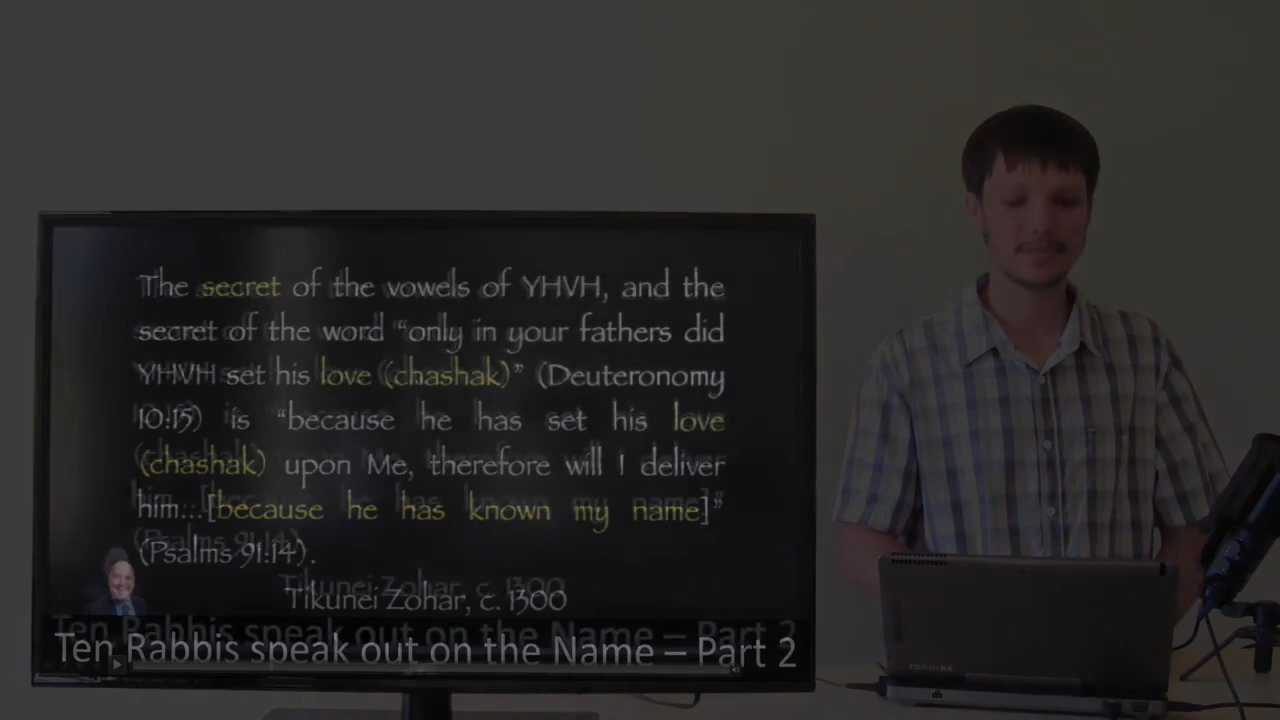 The secret of the vowels of YHVH, and the
secret of the word “only in your fathers did
YHVH set his love (chashak)” (Deuteronomy
10:15) is “because he has set his love
(chashak) upon Me, therefore will I deliver
him...[because he has known my name]”
(Psalms 91:14).
Tikunei Zohar, c. 1300
Ten Rabbis speak out on the Name – Part 2
TOSHIBA